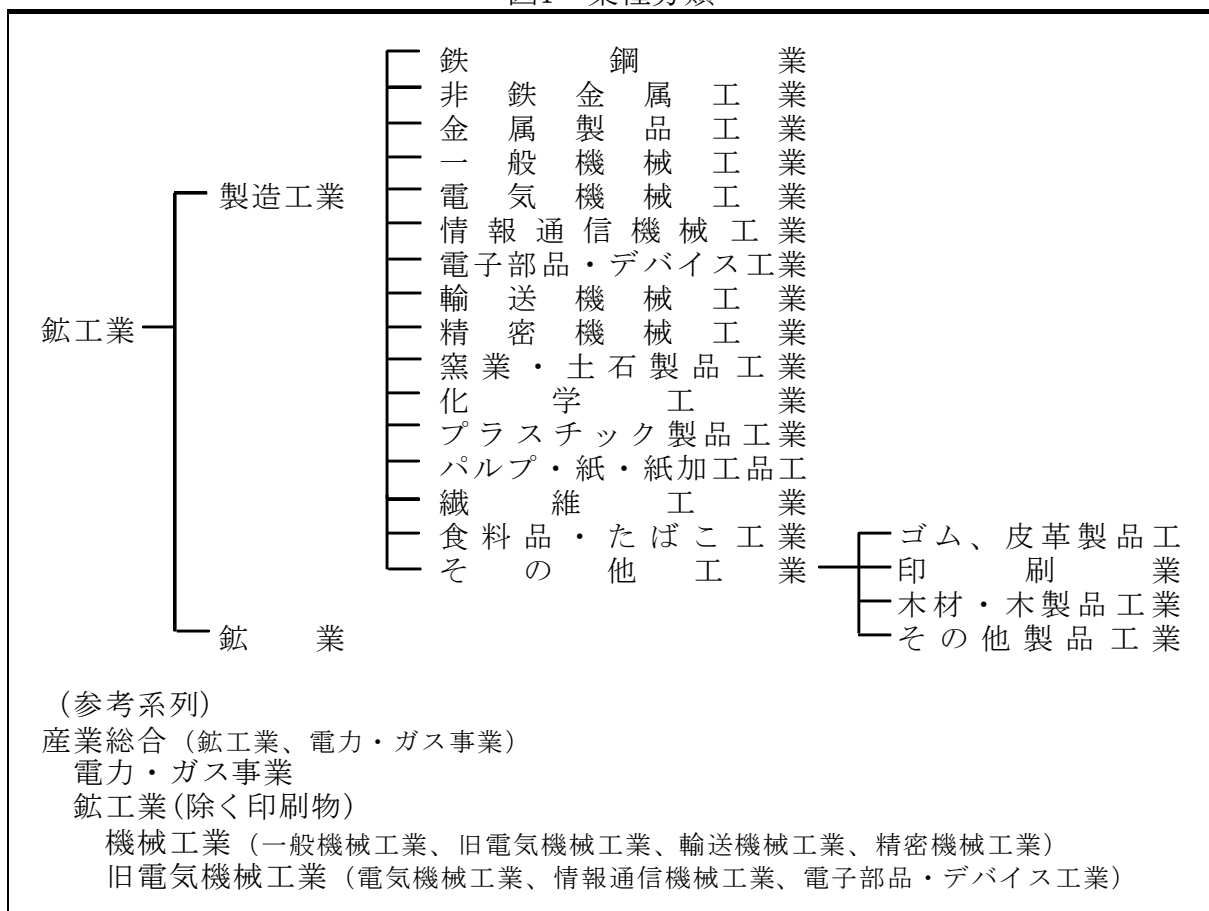 図1 業種分類
鉄鋼業
非鉄金属工業
金属製品工業
一般機械工業
製造工業
電気機械工業
情報通信機械工業
電子部品・デバイス工業
輸送機械工業
鉱工業
精密機械工業
窯業・土石製品工業
化学工業
プラスチック製品工業
パルプ・紙・紙加工品工
繊維工業
食料品・たばこ工業
ゴム、皮革製品工
その他工業
印刷業
木材・木製品工業
鉱業
その他製品工業
(参考系列)
産業総合(鉱工業、電力・ガス事業)
電力・ガス事業
鉱工業(除く印刷物)
機械工業(一般機械工業、旧電気機械工業、輸送機械工業、精密機械工業)
旧電気機械工業(電気機械工業、情報通信機械工業、電子部品・デバイス工業)